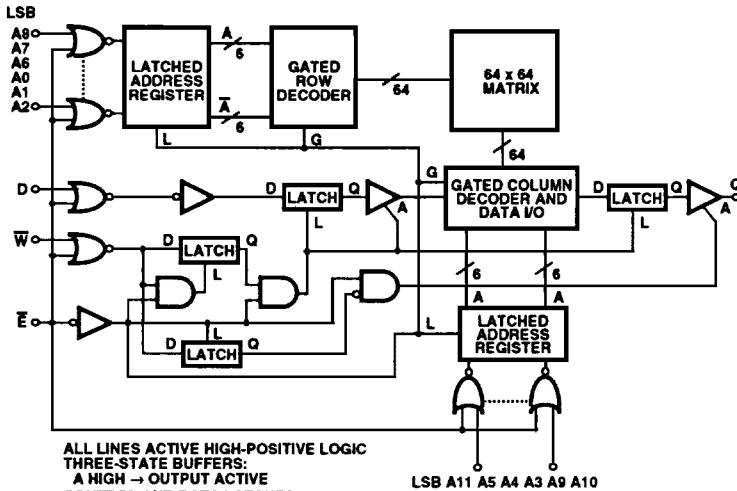 LSB
A8
A7
A6
A0
A1
A2
LATCHED
ADDRESS
REGISTER
A
6
A̅
6
L
GATED
ROW
DECODER
G
64
64 x 64
MATRIX
64
D
D
LATCH
Q
L
A
G
GATED COLUMN
DECODER AND
DATA I/O
D
LATCH
Q
L
A
Q
W̅
D
LATCH
Q
L
6
6
A
A
E̅
L
D
LATCH
Q
L
LATCHED
ADDRESS
REGISTER
ALL LINES ACTIVE HIGH-POSITIVE LOGIC
THREE-STATE BUFFERS:
A HIGH → OUTPUT ACTIVE
LSB A11 A5 A4 A3 A9 A10